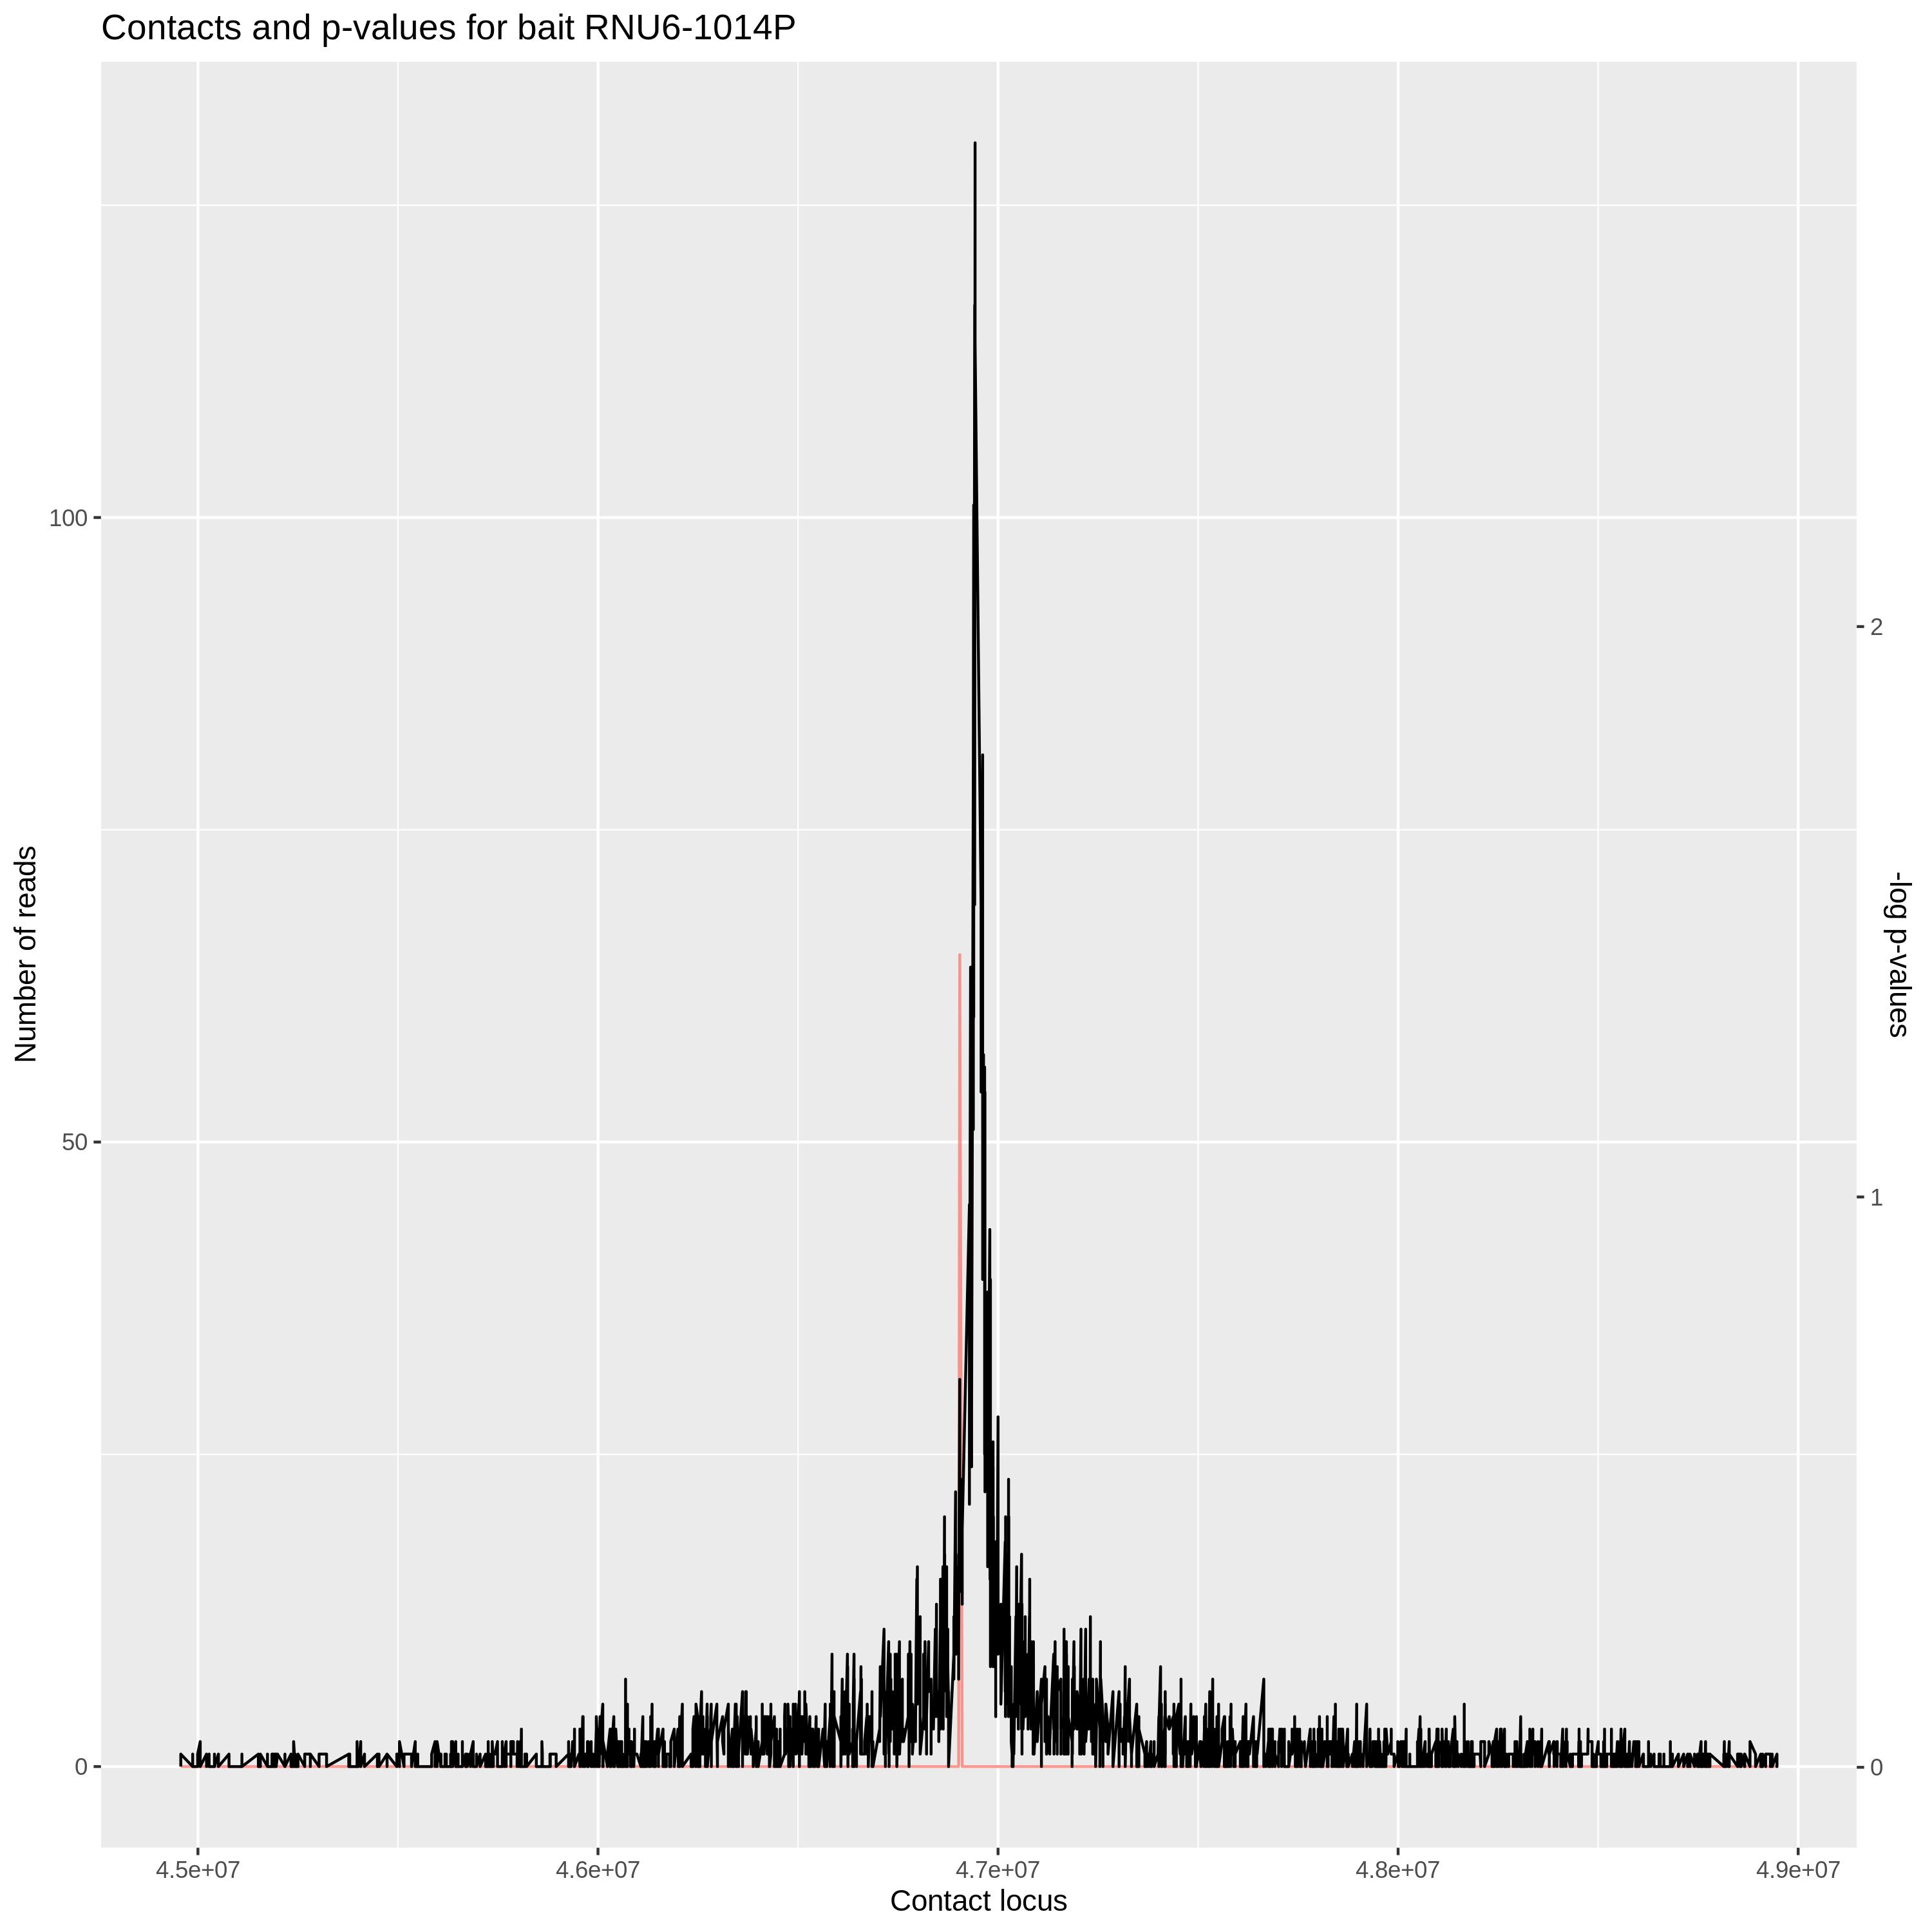 Contacts and p-values for bait RNU6-1014P
Number of reads
100
50
0
2
1
0
-log p-values
4.5e+07
4.6e+07
4.7e+07
4.8e+07
4.9e+07
Contact locus